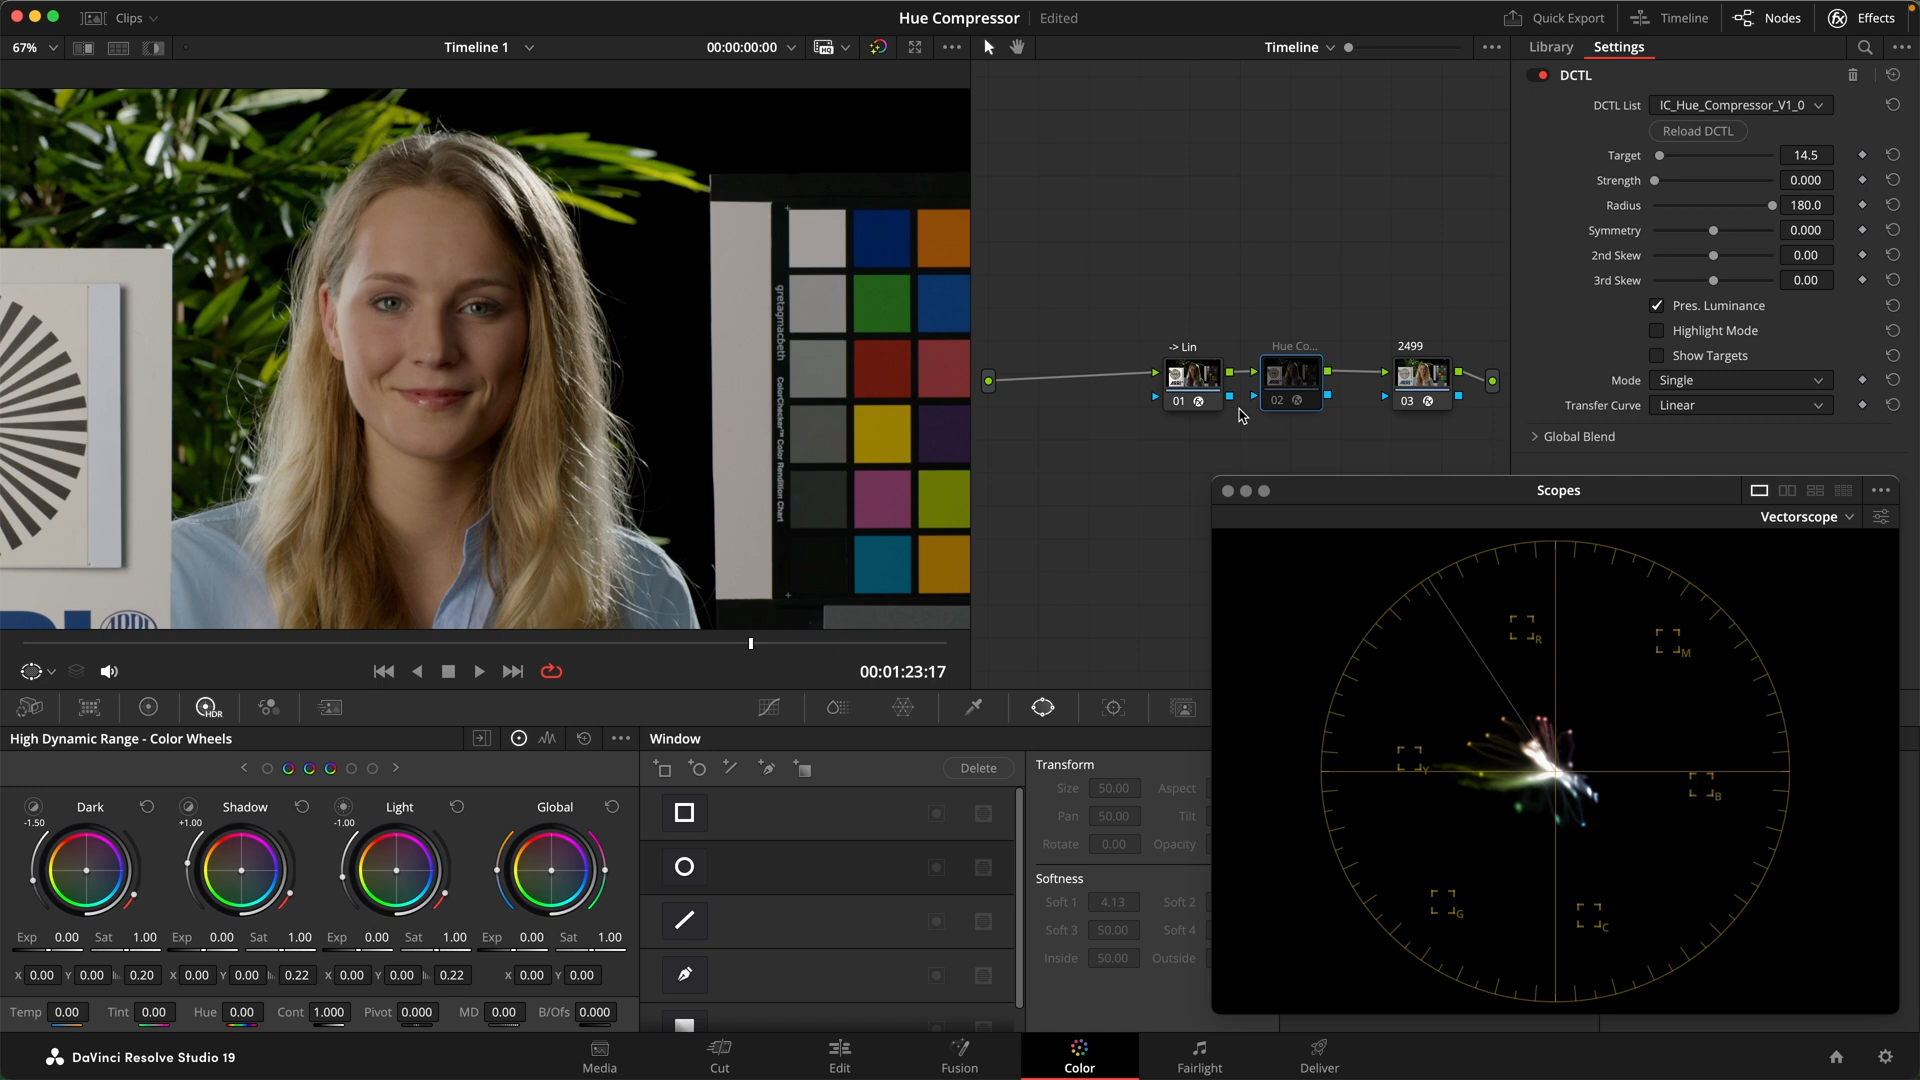 Clips
Hue Compressor
Edited
Quick Export
Timeline
Nodes
Effects
67%
Timeline 1
00:00:00:00
HQ
Timeline
Library
Settings
DCTL
DCTL List
IC_Hue_Compressor_V1_0
Reload DCTL
Target
14.5
Strength
0.000
Radius
180.0
Symmetry
0.000
2nd Skew
0.00
3rd Skew
0.00
Pres. Luminance
Highlight Mode
Show Targets
Mode
Single
Transfer Curve
Linear
Global Blend
gretagmacbeth
ColorChecker™ Color Rendition Chart
-> Lin
Hue Co...
2499
01
02
03
Scopes
Vectorscope
R
M
Y
B
G
C
00:01:23:17
HDR
High Dynamic Range - Color Wheels
Window
Delete
Transform
Size 50.00 Aspect
Pan 50.00 Tilt
Rotate 0.00 Opacity
Softness
Soft 1 4.13 Soft 2
Soft 3 50.00 Soft 4
Inside 50.00 Outside
Dark
Shadow
Light
Global
-1.50
+1.00
-1.00
Exp 0.00 Sat 1.00 Exp 0.00 Sat 1.00 Exp 0.00 Sat 1.00 Exp 0.00 Sat 1.00
X 0.00 Y 0.00 0.20 X 0.00 Y 0.00 0.22 X 0.00 Y 0.00 0.22 X 0.00 Y 0.00
Temp 0.00 Tint 0.00 Hue 0.00 Cont 1.000 Pivot 0.000 MD 0.00 B/Ofs 0.000
DaVinci Resolve Studio 19
Media
Cut
Edit
Fusion
Color
Fairlight
Deliver